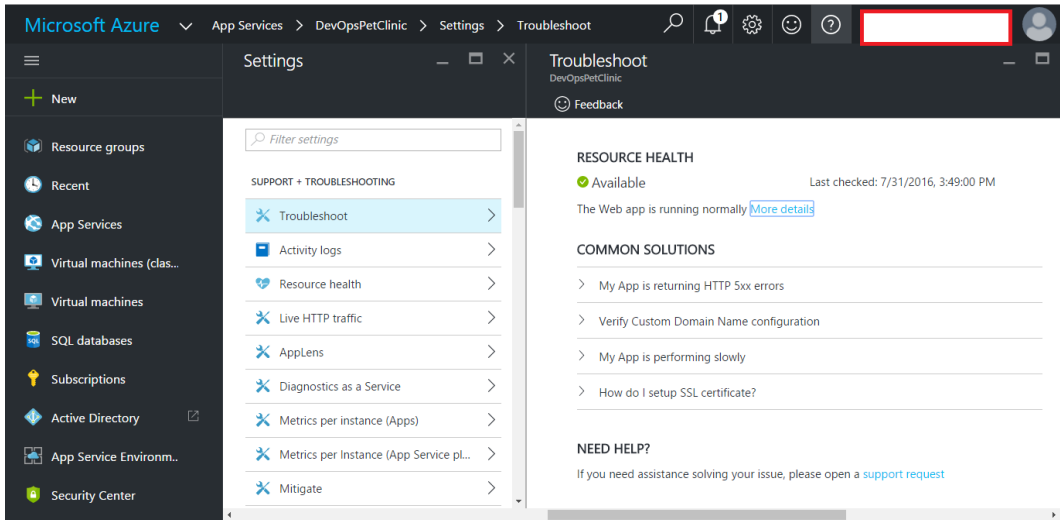 Microsoft Azure App Services > DevOpsPetClinic > Settings > Troubleshoot 1
New
Resource groups
Recent
App Services
Virtual machines (clas...
Virtual machines
SQL databases
Subscriptions
Active Directory
App Service Environm..
Security Center
Settings
Filter settings
SUPPORT + TROUBLESHOOTING
Troubleshoot
Activity logs
Resource health
Live HTTP traffic
AppLens
Diagnostics as a Service
Metrics per instance (Apps)
Metrics per Instance (App Service pl...
Mitigate
Troubleshoot
DevOpsPetClinic
Feedback
RESOURCE HEALTH
Available Last checked: 7/31/2016, 3:49:00 PM
The Web app is running normally More details
COMMON SOLUTIONS
My App is returning HTTP 5xx errors
Verify Custom Domain Name configuration
My App is performing slowly
How do I setup SSL certificate?
NEED HELP?
If you need assistance solving your issue, please open a support request